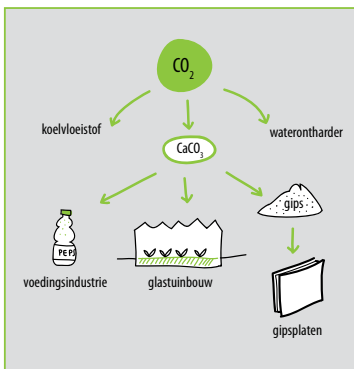 CO₂
koelvloeistof
waterontharder
CaCO₃
gips
PEPS
voedingsindustrie
glastuinbouw
gipsplaten